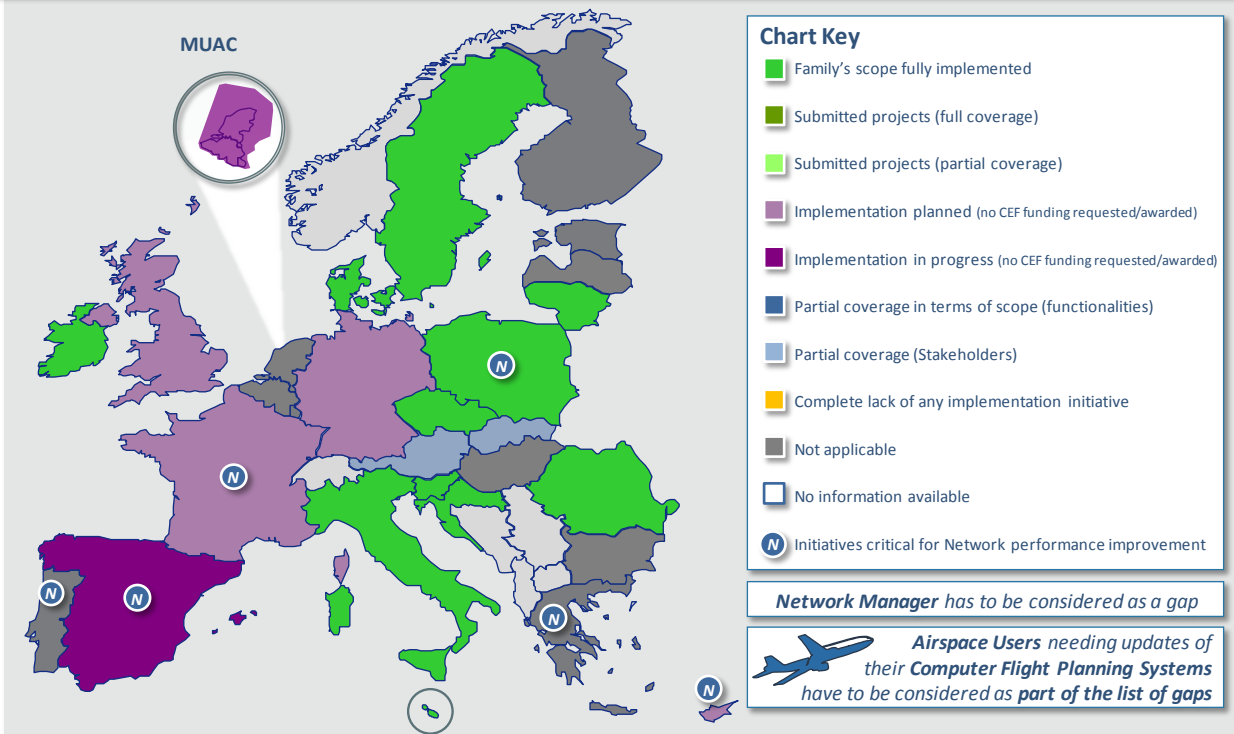 MUAC
N
N
N
N
N
N
Chart Key
Family's scope fully implemented
Submitted projects (full coverage)
Submitted projects (partial coverage)
Implementation planned (no CEF funding requested/awarded)
Implementation in progress (no CEF funding requested/awarded)
Partial coverage in terms of scope (functionalities)
Partial coverage (Stakeholders)
Complete lack of any implementation initiative
Not applicable
No information available
N Initiatives critical for Network performance improvement
Network Manager has to be considered as a gap
Airspace Users needing updates of
their Computer Flight Planning Systems
have to be considered as part of the list of gaps